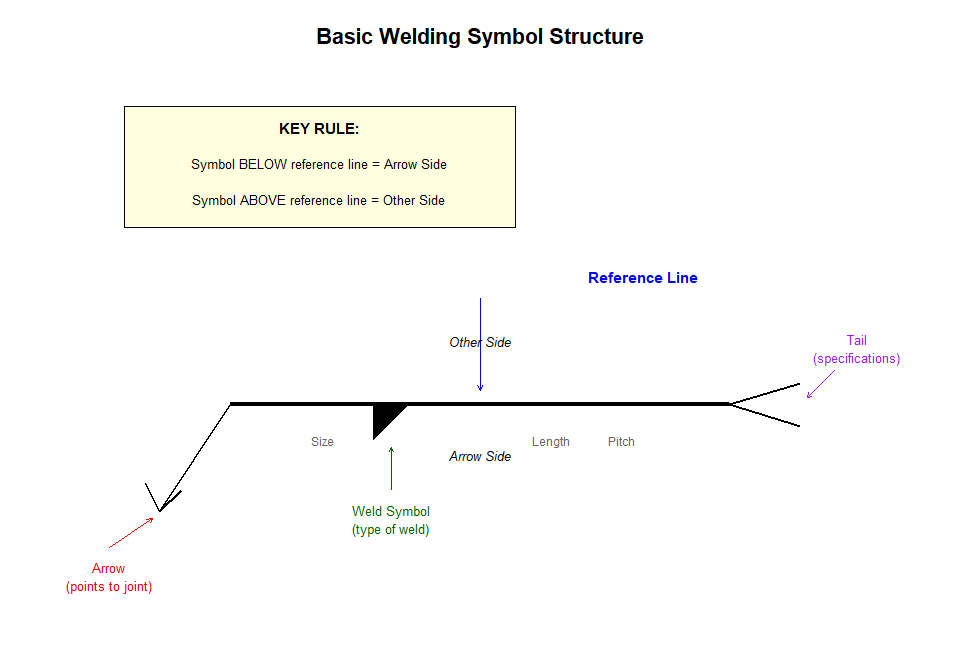 Basic Welding Symbol Structure
KEY RULE:
Symbol BELOW reference line = Arrow Side
Symbol ABOVE reference line = Other Side
Reference Line
Other Side
Tail
(specifications)
Size
Arrow Side
Length
Pitch
Weld Symbol
(type of weld)
Arrow
(points to joint)